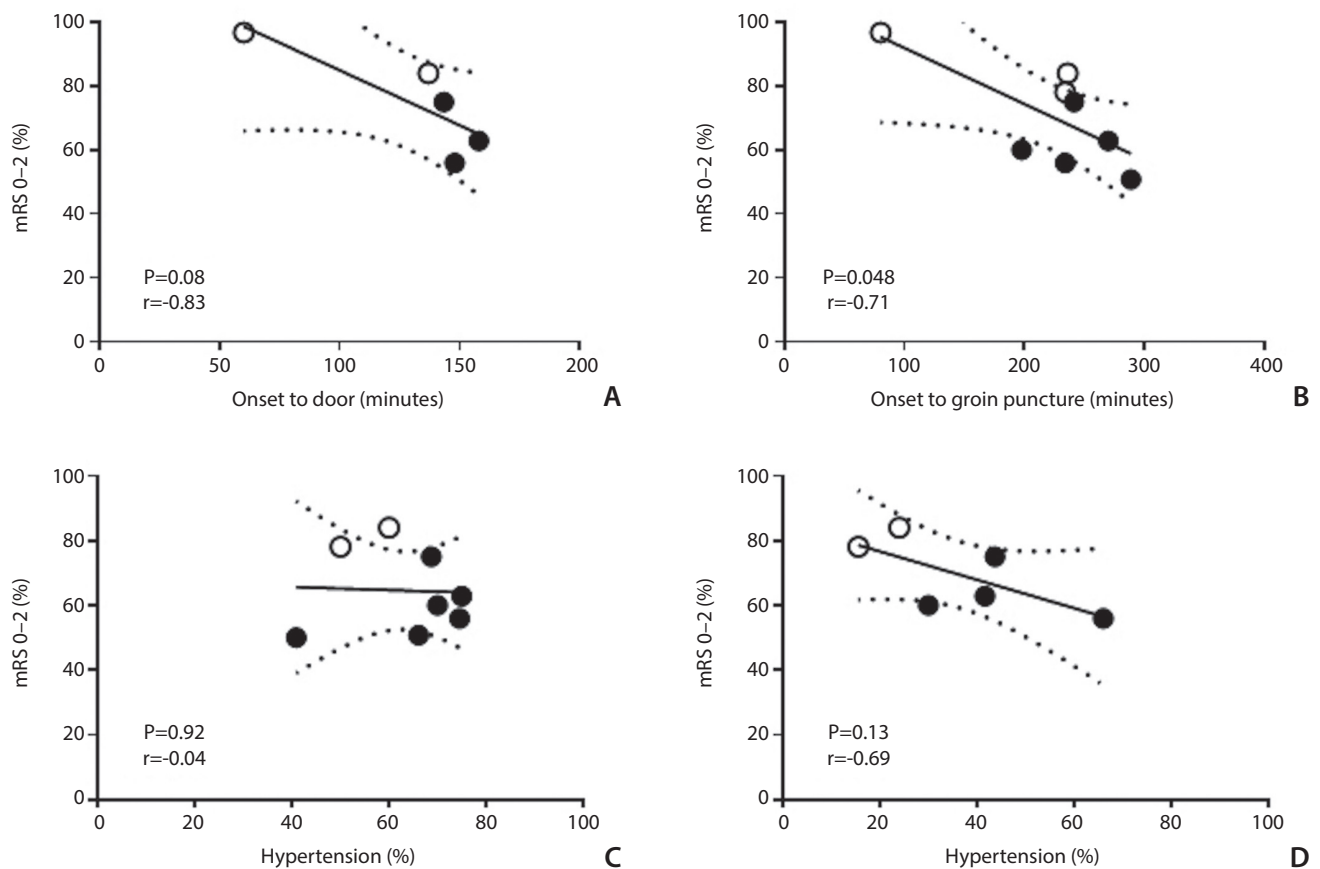 100
80
60
40
20
0
mRS 0–2 (%)
P=0.08
r=-0.83
0 50 100 150 200
Onset to door (minutes)
A
100
80
60
40
20
0
mRS 0–2 (%)
P=0.048
r=-0.71
0 100 200 300 400
Onset to groin puncture (minutes)
B
100
80
60
40
20
0
mRS 0–2 (%)
P=0.92
r=-0.04
0 20 40 60 80 100
Hypertension (%)
C
100
80
60
40
20
0
mRS 0–2 (%)
P=0.13
r=-0.69
0 20 40 60 80 100
Hypertension (%)
D